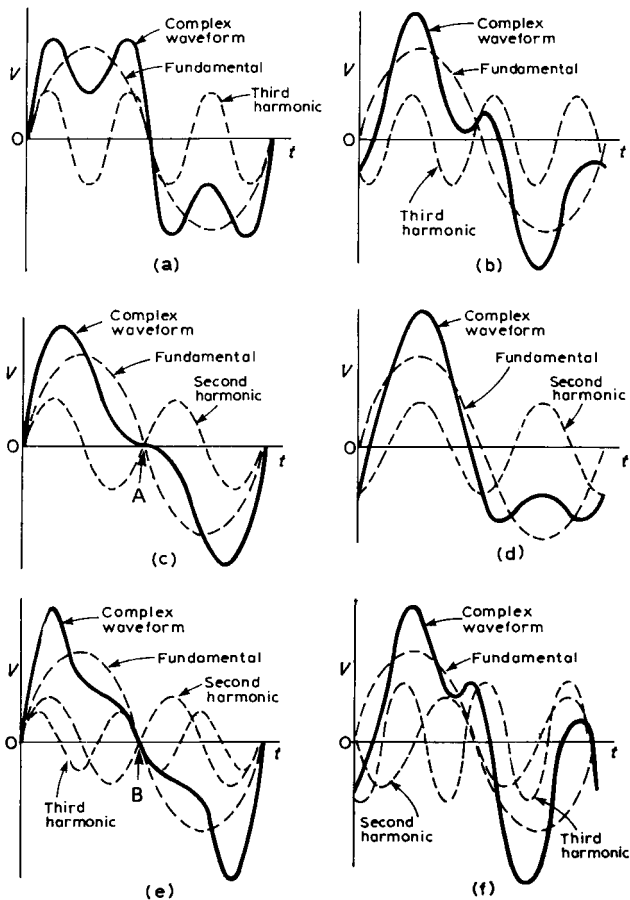 Complex
waveform
Fundamental
Third
harmonic
V
O
t
(a)
Complex
waveform
Fundamental
V
O
t
Third
harmonic
(b)
Complex
waveform
Fundamental
Second
harmonic
V
O
t
A
(c)
Complex
waveform
Fundamental
Second
harmonic
V
O
t
(d)
Complex
waveform
Fundamental
Second
harmonic
V
O
t
Third
harmonic
B
(e)
Complex
waveform
Fundamental
V
O
t
Second
harmonic
Third
harmonic
(f)